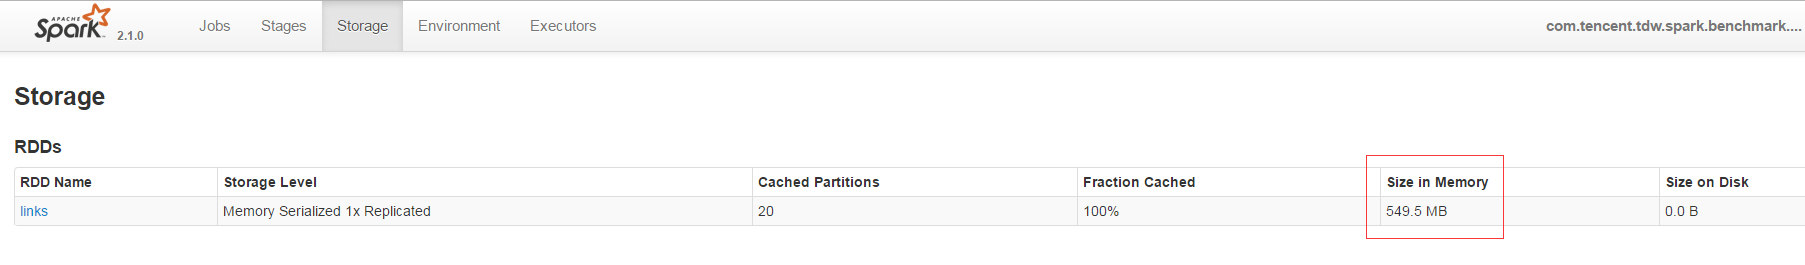 APACHE
Spark 2.1.0 Jobs Stages Storage Environment Executors com.tencent.tdw.spark.benchmark....
Storage
RDDs
RDD Name Storage Level Cached Partitions Fraction Cached Size in Memory Size on Disk
links Memory Serialized 1x Replicated 20 100% 549.5 MB 0.0 B